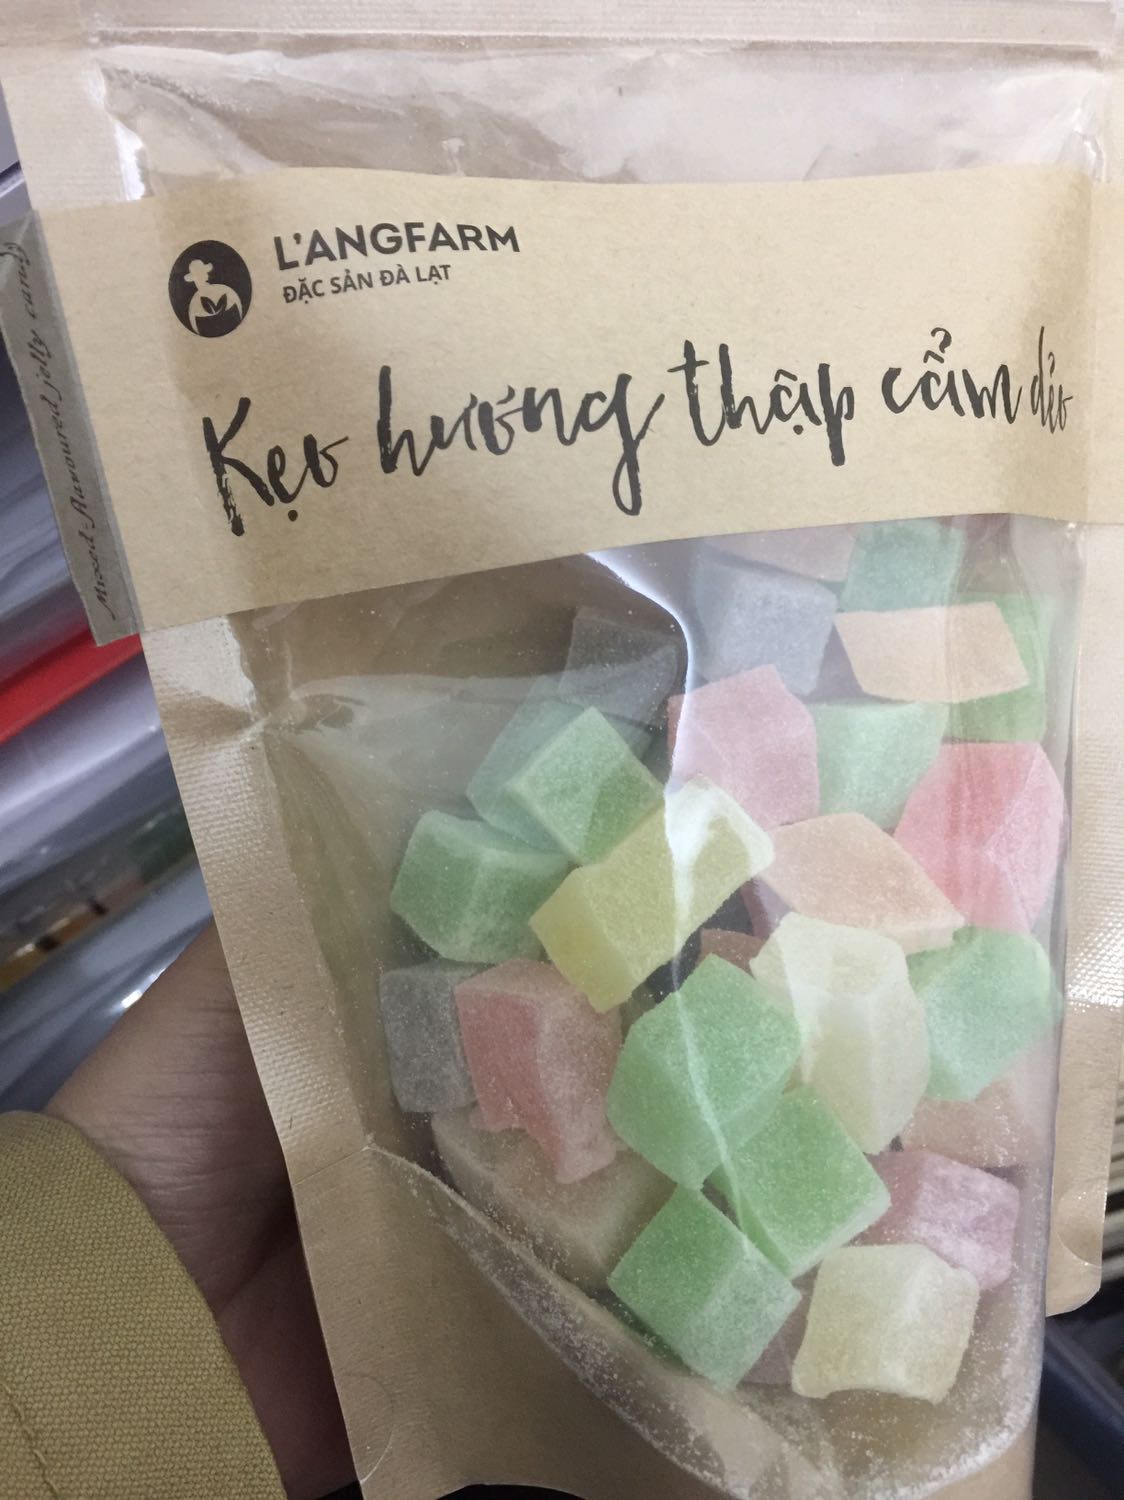 L'ANGFARM
ĐẶC SẢN ĐÀ LẠT
Kẹo hương thập cẩm dẻo
Mixed-flavoured jelly candy